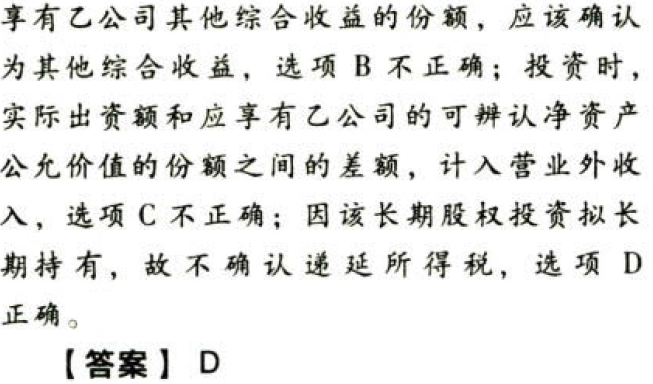 享有乙公司其他综合收益的份额，应该确认
为其他综合收益，选项 B 不正确；投资时，
实际出资额和应享有乙公司的可辨认净资产
公允价值的份额之间的差额，计入营业外收
入，选项 C 不正确；因该长期股权投资拟长
期持有，故不确认递延所得税，选项 D
正确。
【答案】 D